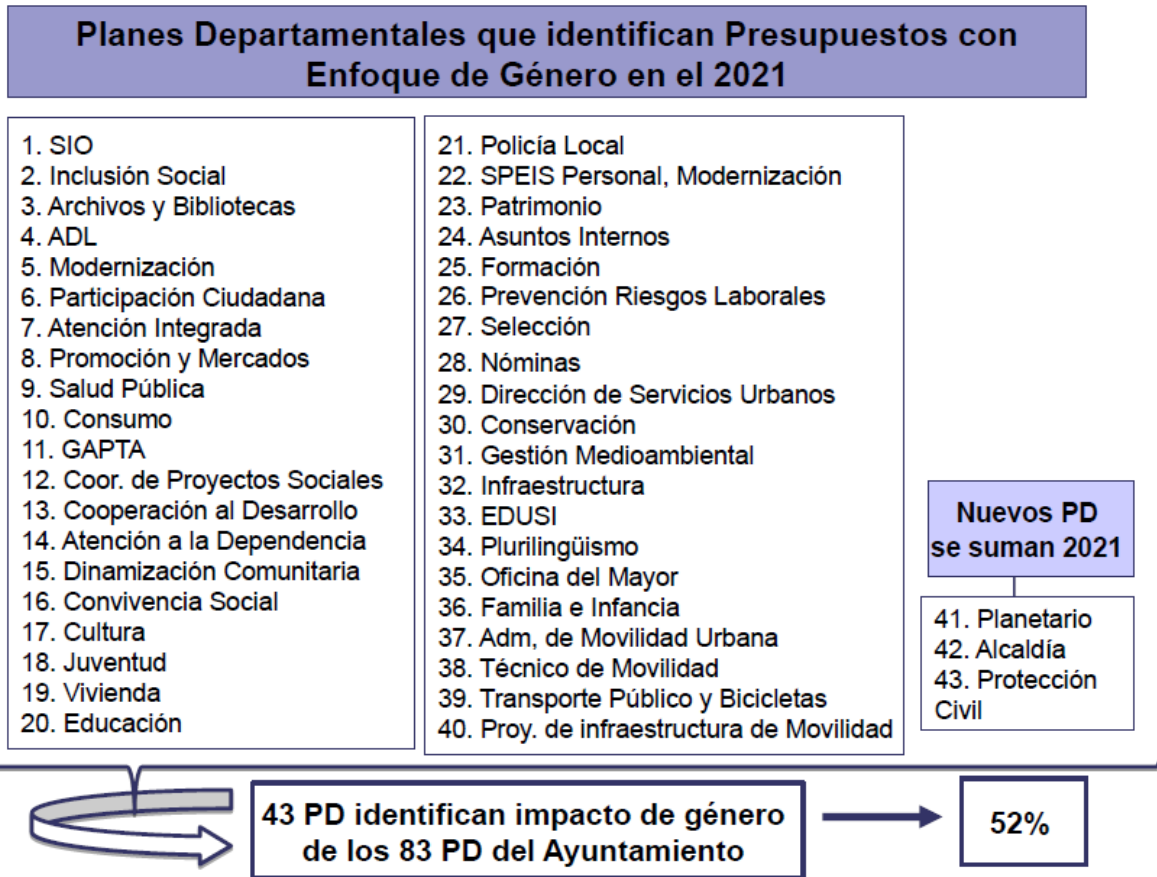 Planes Departamentales que identifican Presupuestos con
Enfoque de Género en el 2021
1. SIO
2. Inclusión Social
3. Archivos y Bibliotecas
4. ADL
5. Modernización
6. Participación Ciudadana
7. Atención Integrada
8. Promoción y Mercados
9. Salud Pública
10. Consumo
11. GAPTA
12. Coor. de Proyectos Sociales
13. Cooperación al Desarrollo
14. Atención a la Dependencia
15. Dinamización Comunitaria
16. Convivencia Social
17. Cultura
18. Juventud
19. Vivienda
20. Educación
21. Policía Local
22. SPEIS Personal, Modernización
23. Patrimonio
24. Asuntos Internos
25. Formación
26. Prevención Riesgos Laborales
27. Selección
28. Nóminas
29. Dirección de Servicios Urbanos
30. Conservación
31. Gestión Medioambiental
32. Infraestructura
33. EDUSI
34. Plurilingüismo
35. Oficina del Mayor
36. Familia e Infancia
37. Adm, de Movilidad Urbana
38. Técnico de Movilidad
39. Transporte Público y Bicicletas
40. Proy. de infraestructura de Movilidad
Nuevos PD
se suman 2021
41. Planetario
42. Alcaldía
43. Protección
Civil
43 PD identifican impacto de género
de los 83 PD del Ayuntamiento
52%